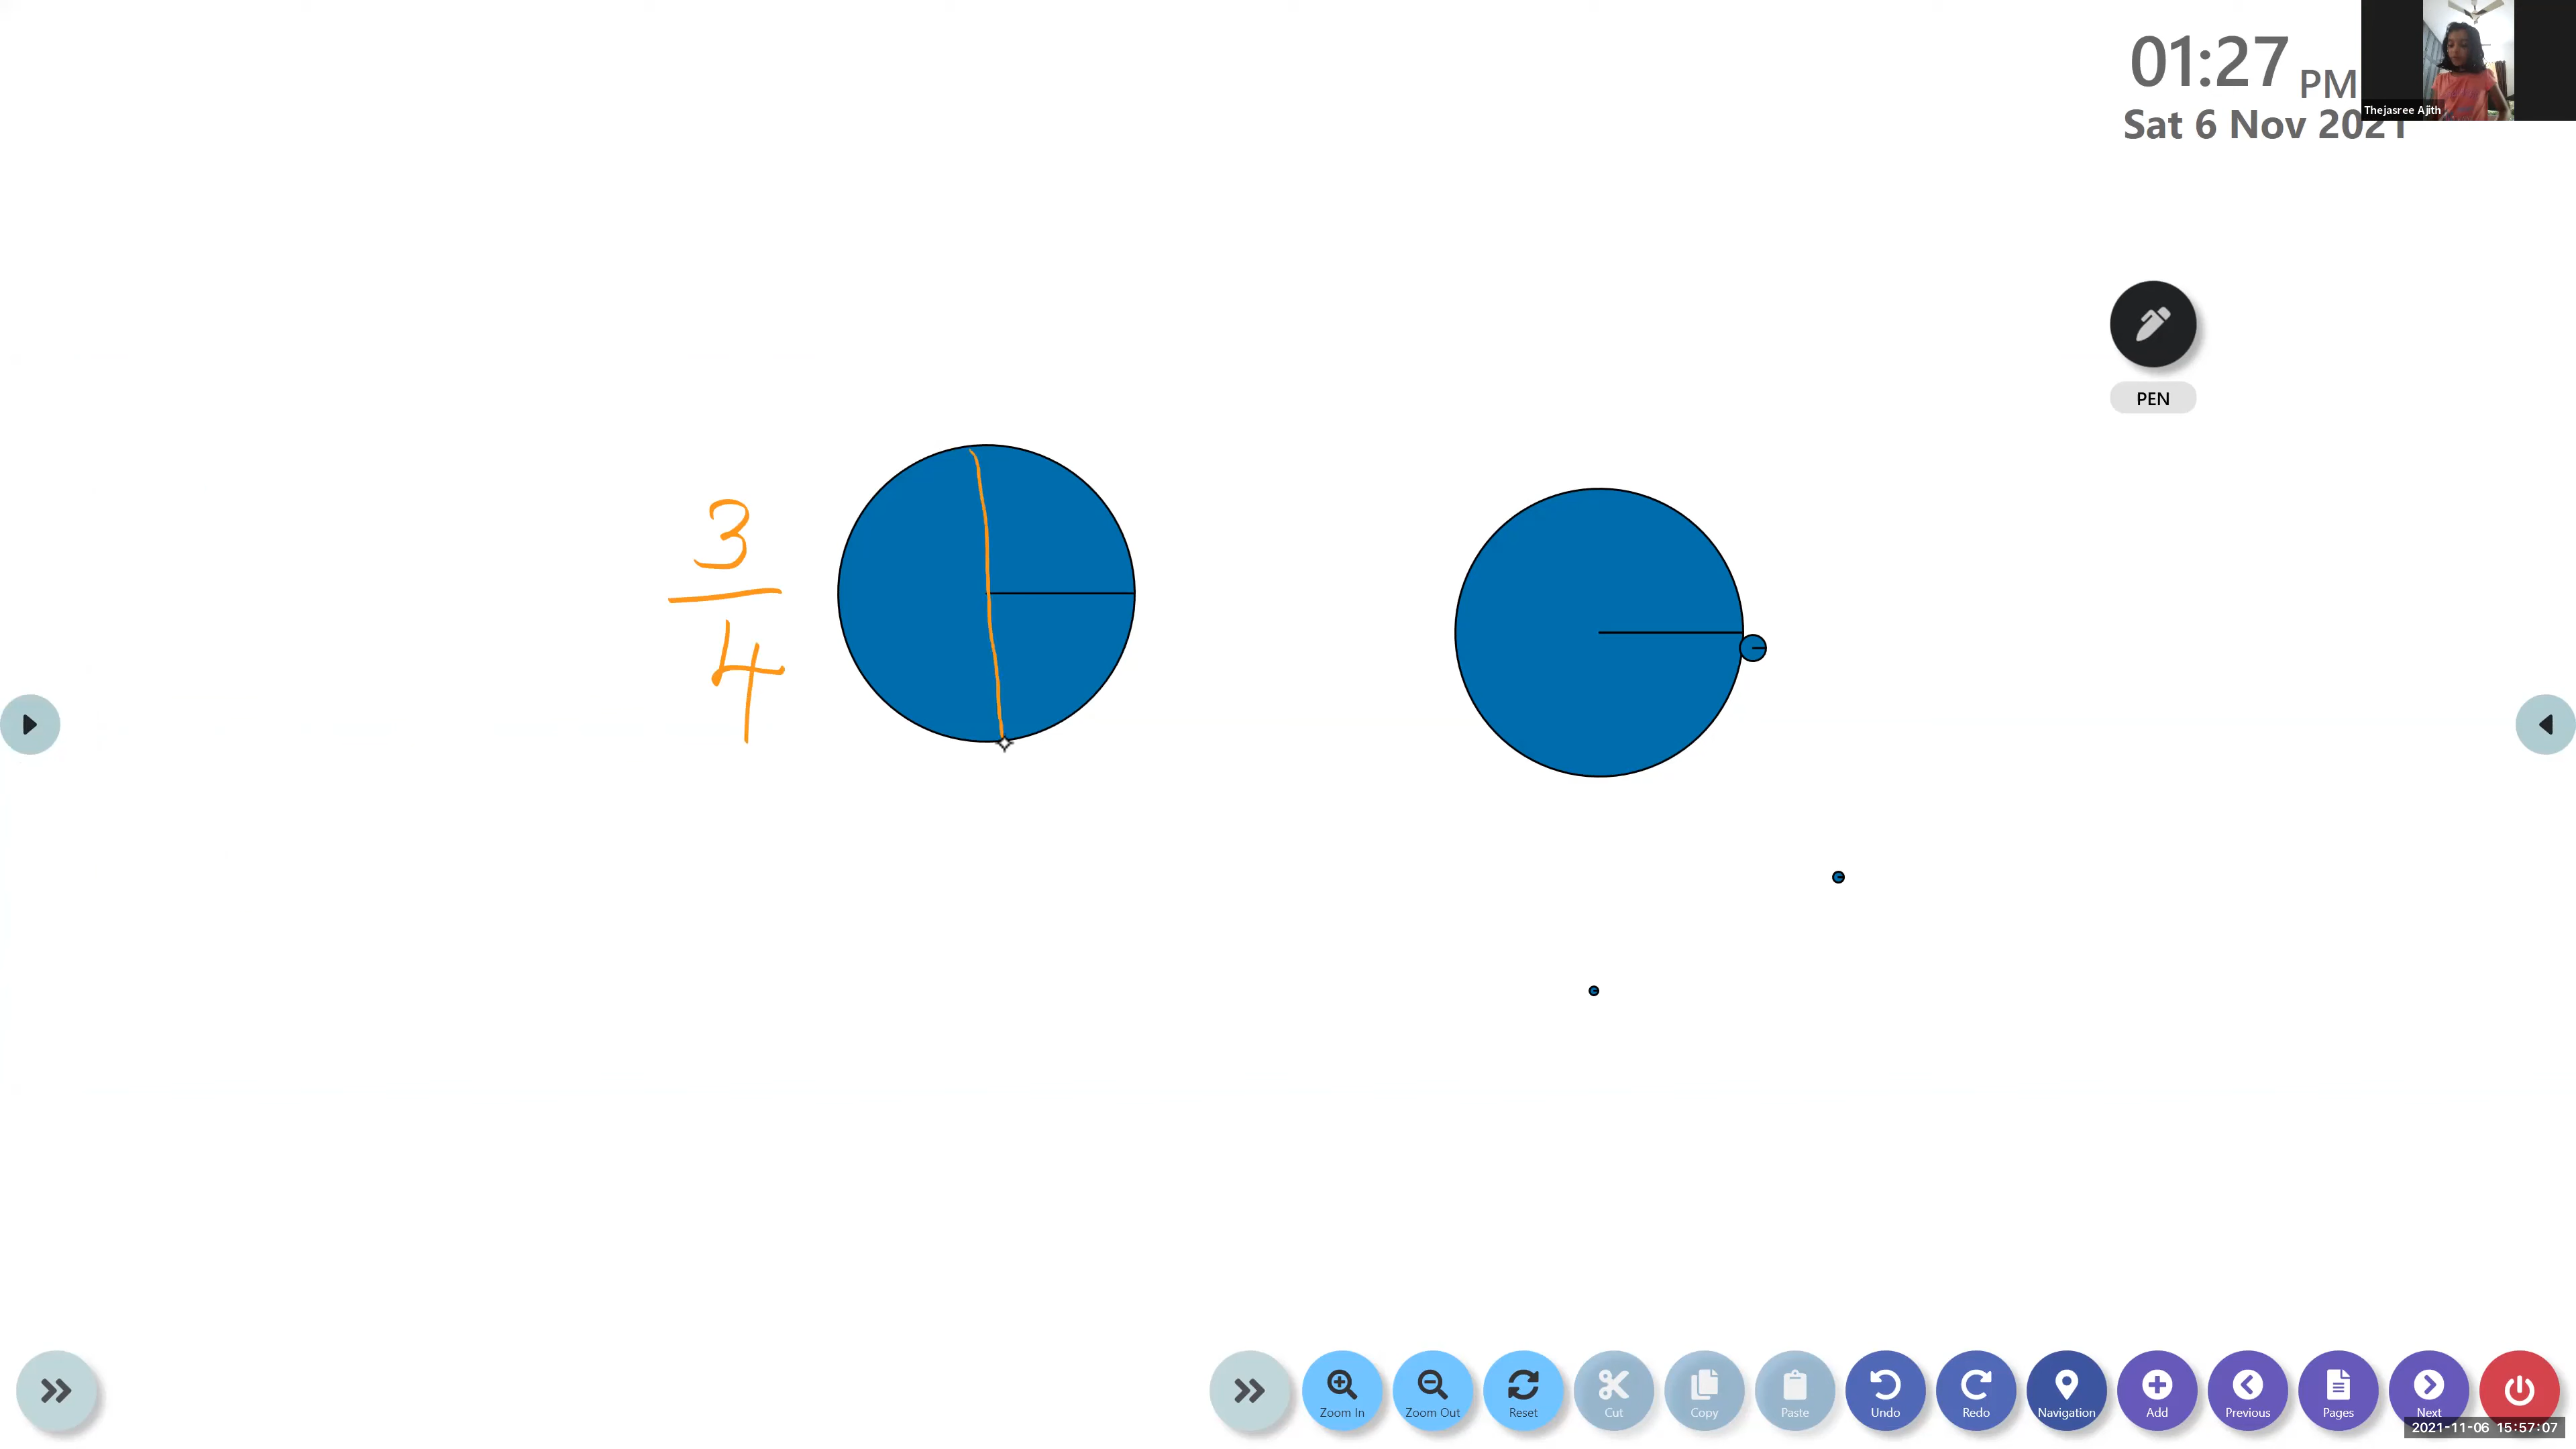 01:27 PM
Thejasree Ajith
Sat 6 Nov 2021
PEN
3
4
Zoom In
Zoom Out
Reset
Cut
Copy
Paste
Undo
Redo
Navigation
Add
Previous
Pages
Next
2021-11-06 15:57:07